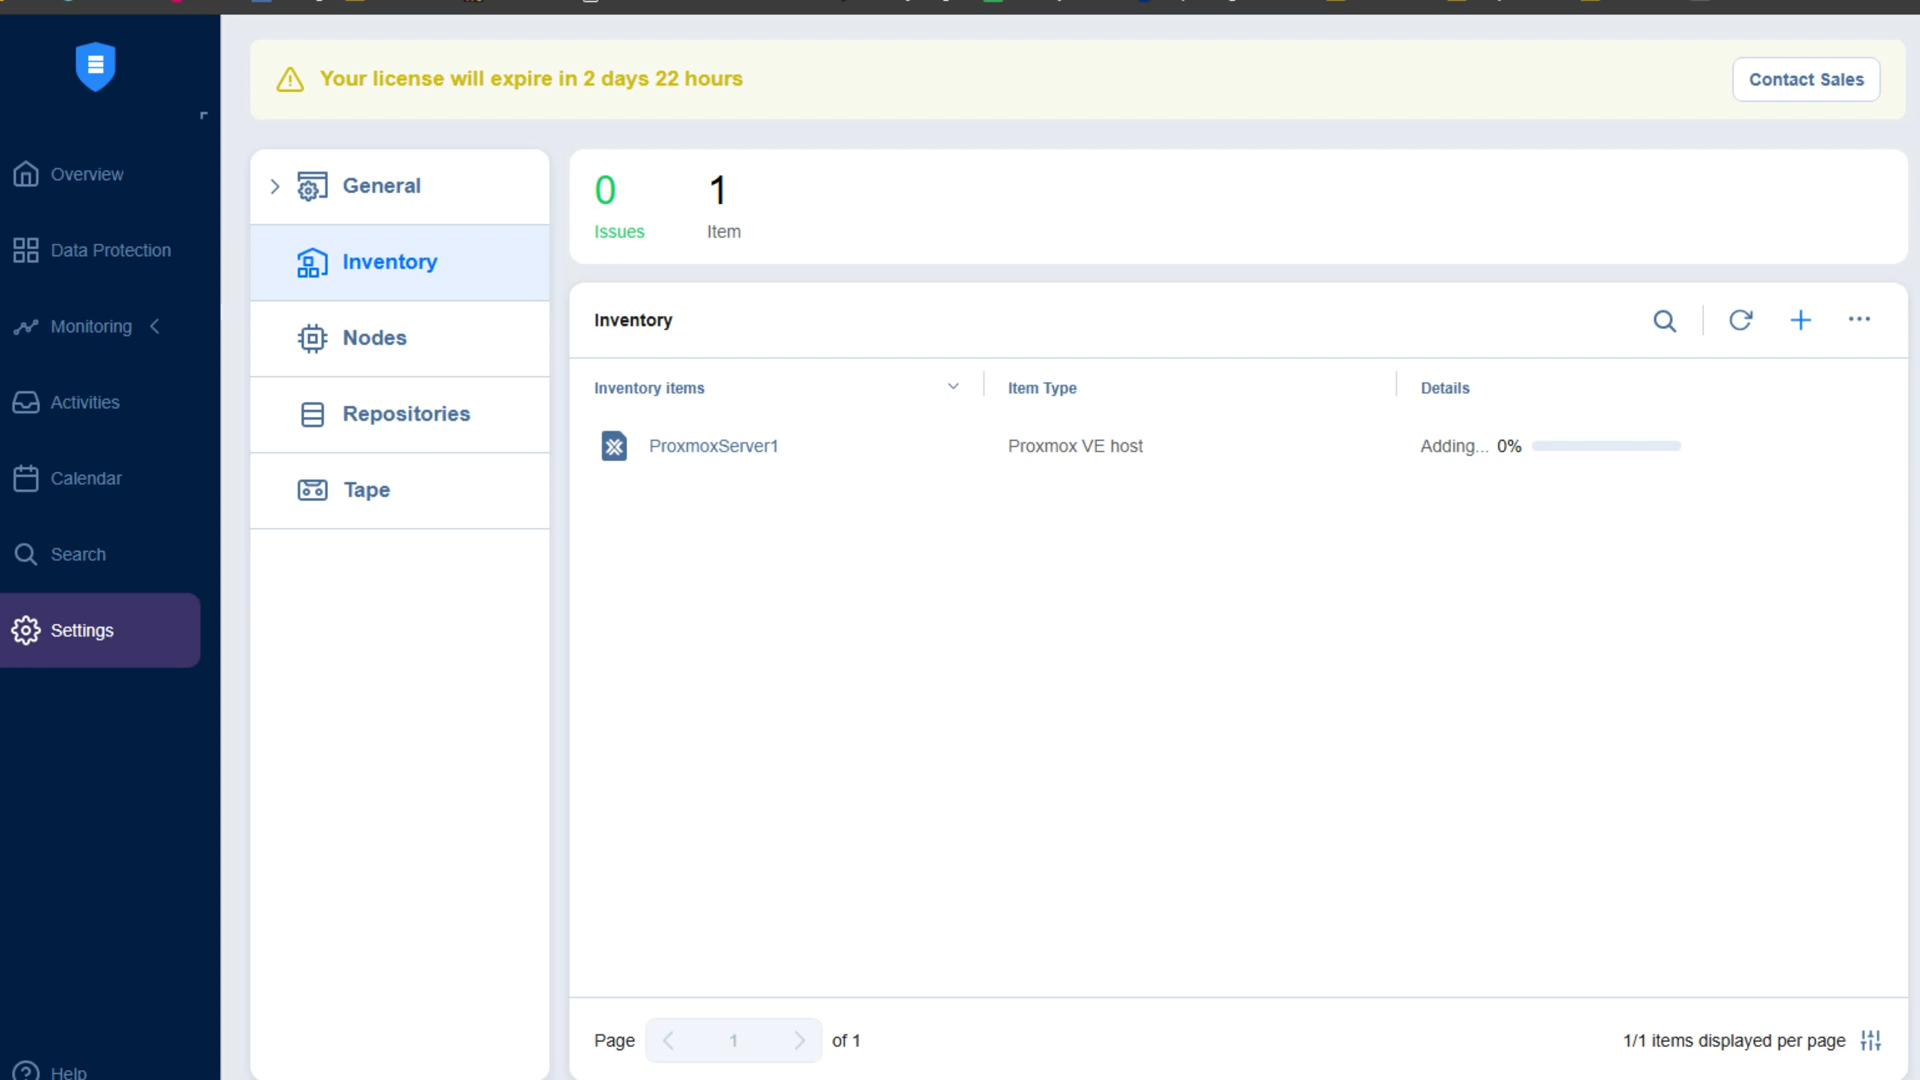 Your license will expire in 2 days 22 hours
Contact Sales
Overview
Data Protection
Monitoring
Activities
Calendar
Search
Settings
Help
General
Inventory
Nodes
Repositories
Tape
0 1
Issues Item
Inventory
Inventory items Item Type Details
ProxmoxServer1 Proxmox VE host Adding... 0%
Page 1 of 1
1/1 items displayed per page